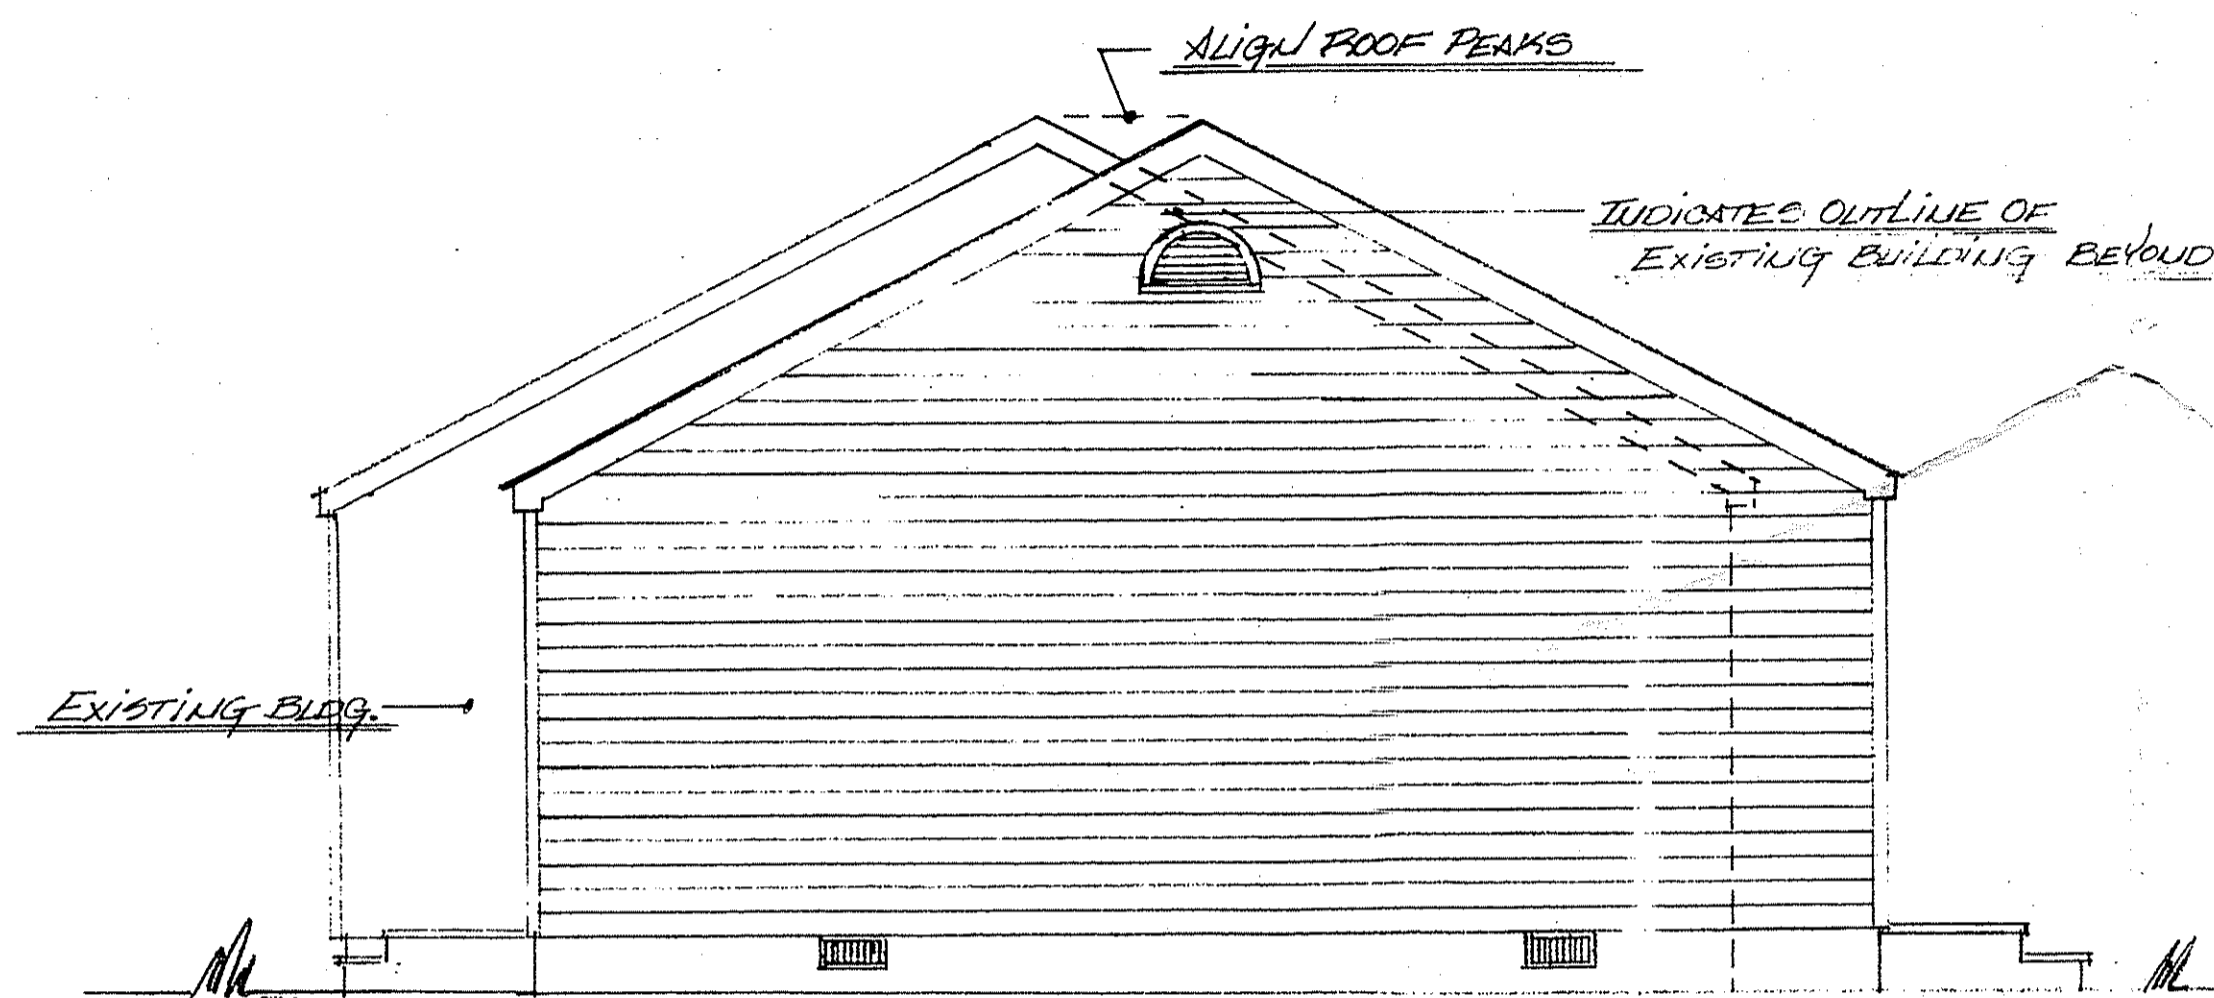 ALIGN ROOF PEAKS
INDICATES OUTLINE OF
EXISTING BUILDING BEYOND
EXISTING BLDG.